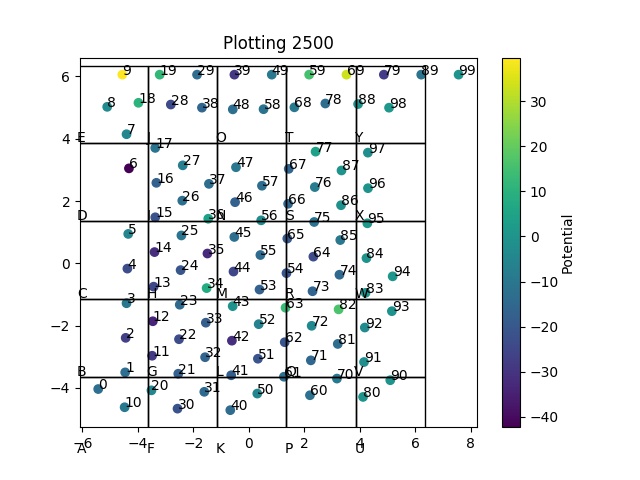 Plotting 2500
9 19 29 39 49 59 69 79 89 99
8 18 28 38 48 58 68 78 88 98
7 17 77
E I O T Y
6 16 27 37 47 57 67 76 87 97
26 46 66 86 96
D 15 N S X
5 14 25 35 45 56 65 75 85 95
4 24 44 55 54 64 74 84 94
13 34 53 73 83
C H M R W
3 12 23 33 43 52 63 72 82 93
2 11 22 32 42 51 62 71 81 92
1 21 31 41 61 70 91 90
B G L Q V
0 10 20 30 40 50 60 80
A F K P U
−6 −4 −2 0 2 4 6 8
6
4
2
0
−2
−4
30
20
10
0
−10
−20
−30
−40
Potential